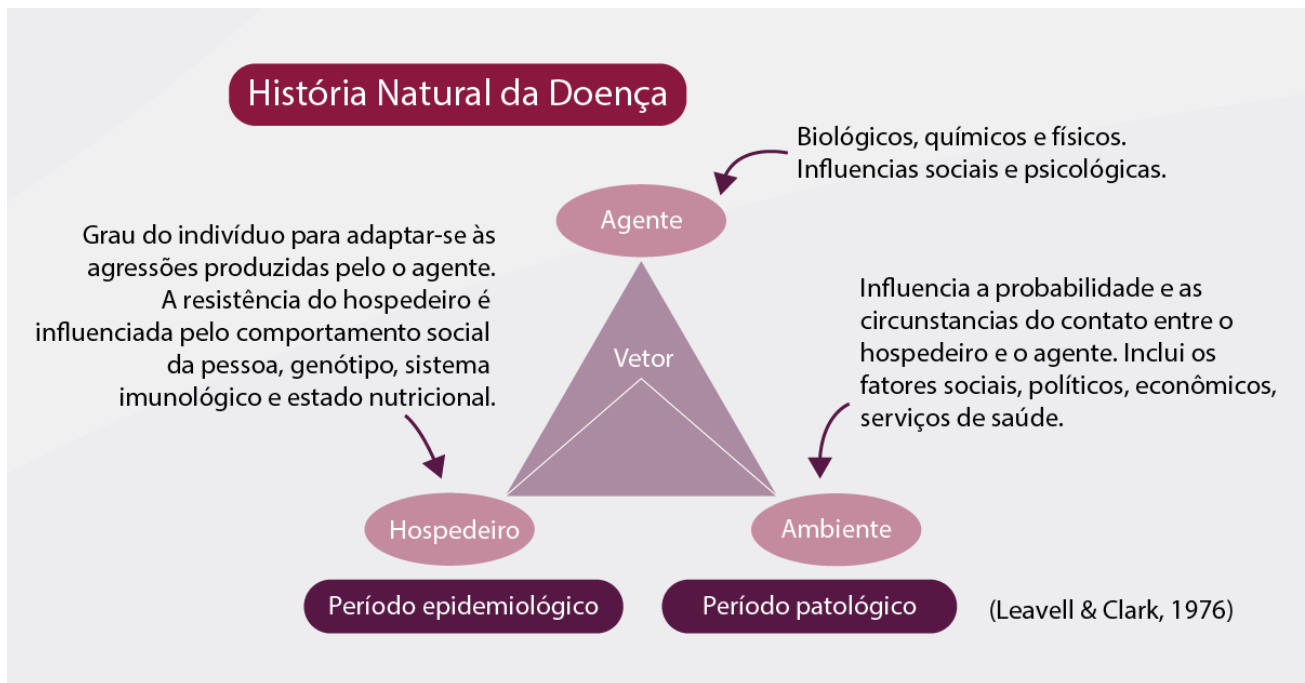 História Natural da Doença
Biológicos, químicos e físicos.
Influencias sociais e psicológicas.
Agente
Grau do indivíduo para adaptar-se às
agressões produzidas pelo o agente.
A resistência do hospedeiro é
influenciada pelo comportamento social
da pessoa, genótipo, sistema
imunológico e estado nutricional.
Influencia a probabilidade e as
circunstancias do contato entre o
hospedeiro e o agente. Inclui os
fatores sociais, políticos, econômicos,
serviços de saúde.
Vetor
Hospedeiro
Ambiente
Período epidemiológico
Período patológico
(Leavell & Clark, 1976)